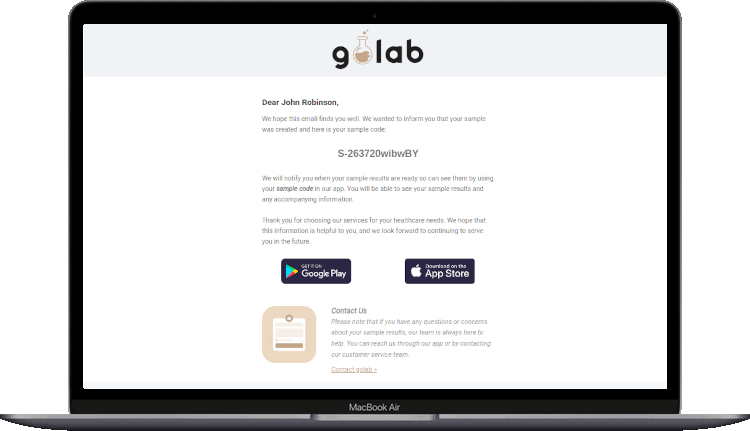 golab
Dear John Robinson,
We hope this email finds you well. We wanted to inform you that your sample
was created and here is your sample code:
S-263720wibwBY
We will notify you when your sample results are ready so can see them by using
your sample code in our app. You will be able to see your sample results and
any accompanying information.
Thank you for choosing our services for your healthcare needs. We hope that
this information is helpful to you, and we look forward to continuing to serve
you in the future.
GET IT ON
Google Play
Download on the
App Store
Contact Us
Please note that if you have any questions or concerns
about your sample results, our team is always here to
help. You can reach us through our app or by contacting
our customer service team.
Contact golab »
MacBook Air